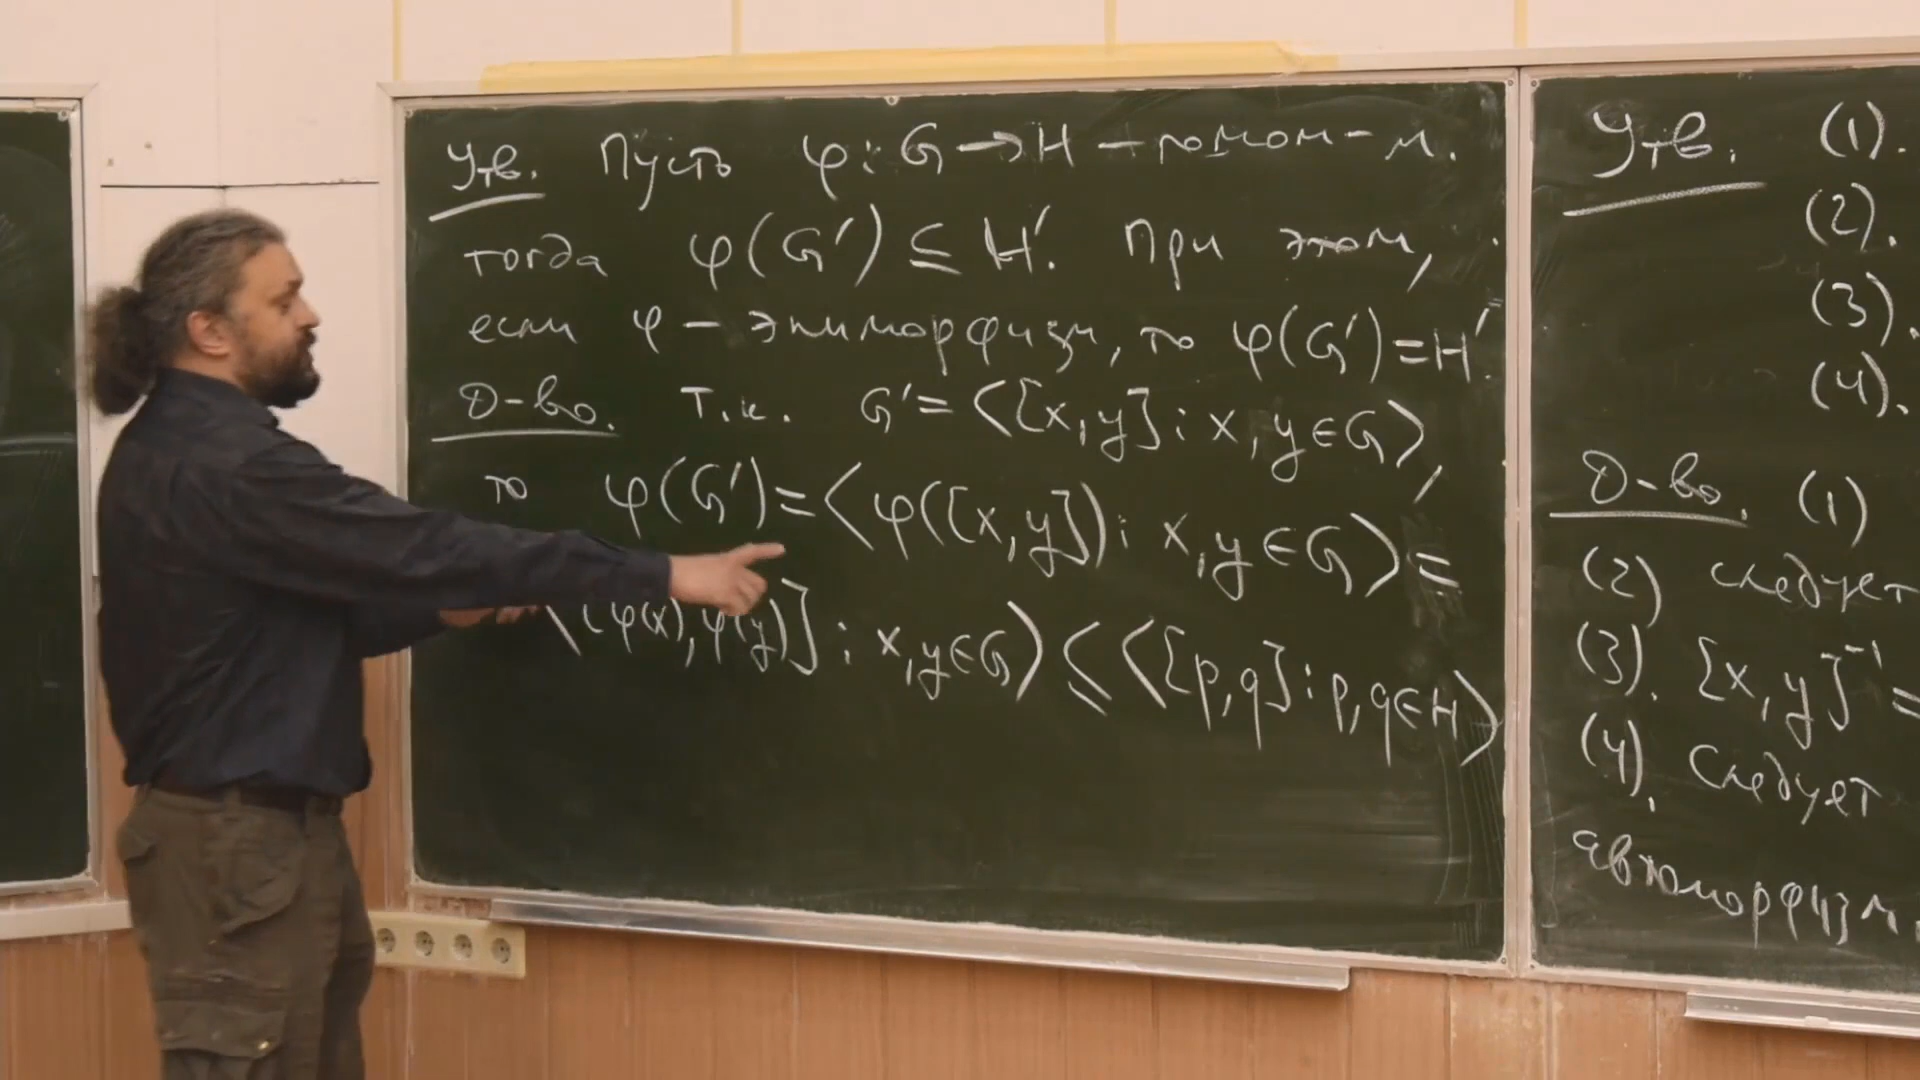 Утв. Пусть φ: G → H – гомом-м.
тогда φ(G') ≤ H'. При этом,
если φ – эпиморфизм, то φ(G') = H'.
Д-во. Т.к. G' = ⟨[x,y] : x, y ∈ G⟩,
то φ(G') = ⟨φ([x,y]) : x,y ∈ G⟩ =
⟨[φ(x), φ(y)] : x,y ∈ G⟩ ≤ ⟨[p,q] : p,q ∈ H⟩
Утв. (1).
(2).
(3).
(4).
Д-во. (1)
(2) следует
(3). [x,y]⁻¹ =
(4). Следует
автоморфизм